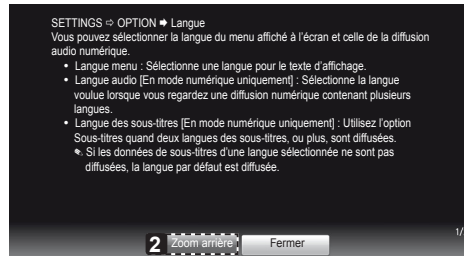 SETTINGS ⇨ OPTION ➨ Langue
Vous pouvez sélectionner la langue du menu affiché à l'écran et celle de la diffusion
audio numérique.
• Langue menu : Sélectionne une langue pour le texte d'affichage.
• Langue audio [En mode numérique uniquement] : Sélectionne la langue
voulue lorsque vous regardez une diffusion numérique contenant plusieurs
langues.
• Langue des sous-titres [En mode numérique uniquement] : Utilisez l'option
Sous-titres quand deux langues des sous-titres, ou plus, sont diffusées.
✎ Si les données de sous-titres d'une langue sélectionnée ne sont pas
diffusées, la langue par défaut est diffusée.
1/
2 Zoom arrière Fermer